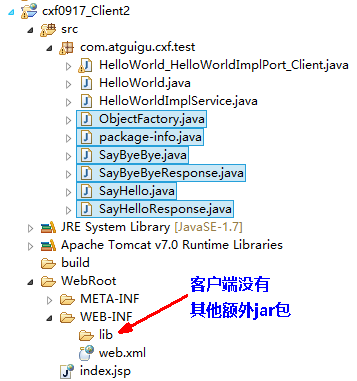 cxf0917_Client2
src
com.atguigu.cxf.test
HelloWorld_HelloWorldImplPort_Client.java
HelloWorld.java
HelloWorldImplService.java
ObjectFactory.java
package-info.java
SayByeBye.java
SayByeByeResponse.java
SayHello.java
SayHelloResponse.java
JRE System Library [JavaSE-1.7]
Apache Tomcat v7.0 Runtime Libraries
build
WebRoot
META-INF
WEB-INF
lib
web.xml
index.jsp
客户端没有
其他额外jar包